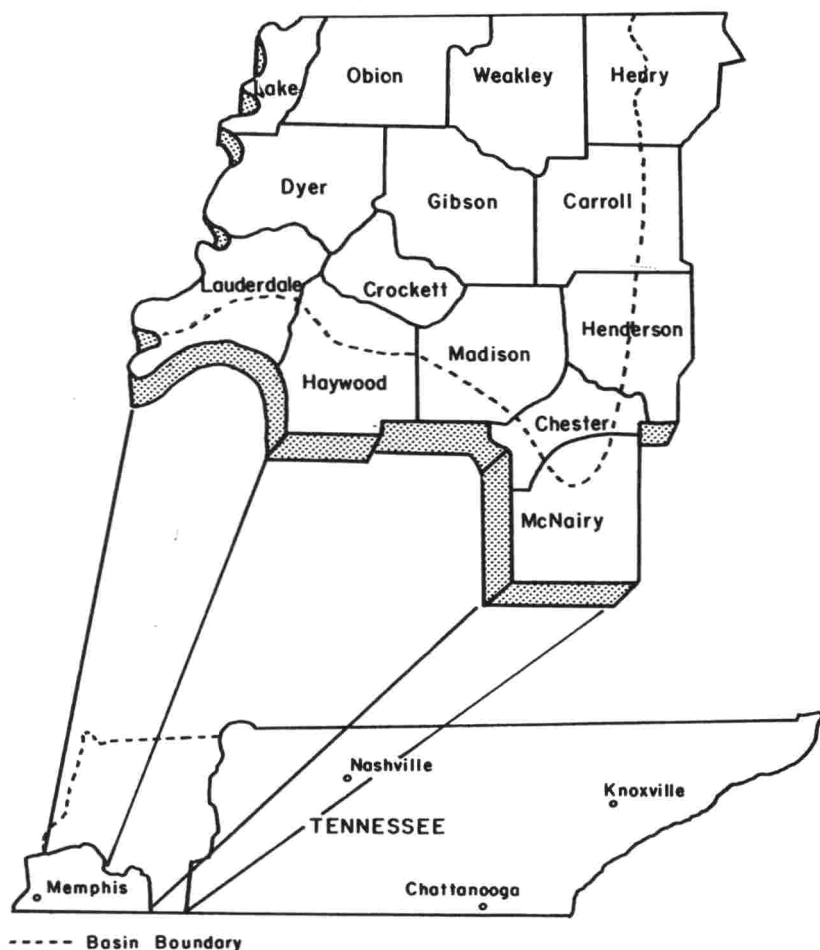 Obion
Weakley
Henry
Lake
Dyer
Gibson
Carroll
Lauderdale
Crockett
Henderson
Madison
Haywood
Chester
McNairy
Nashville
Knoxville
TENNESSEE
Memphis
Chattanooga
----- Basin Boundary